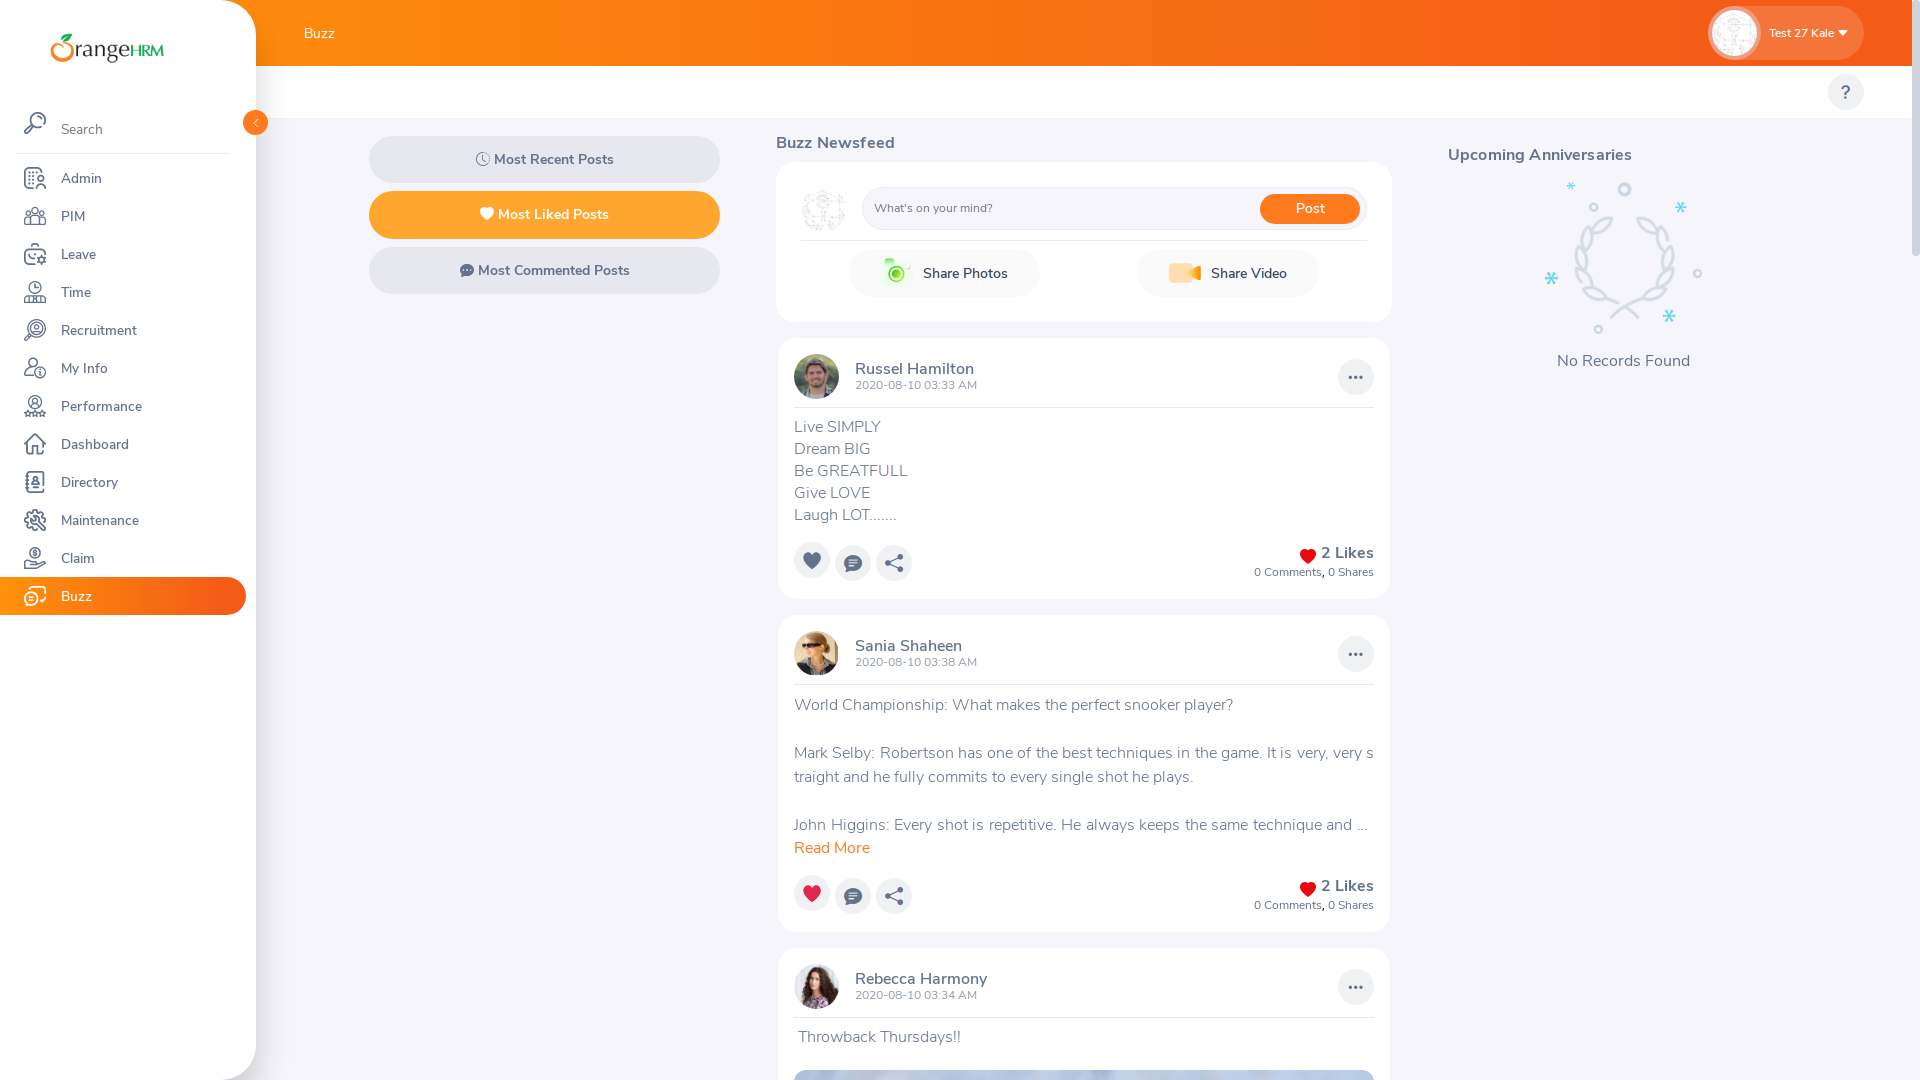 OrangeHRM
Search
Admin
PIM
Leave
Time
Recruitment
My Info
Performance
Dashboard
Directory
Maintenance
Claim
Buzz
Buzz
Test 27 Kale
?
Most Recent Posts
Most Liked Posts
Most Commented Posts
Buzz Newsfeed
What's on your mind?
Post
Share Photos
Share Video
Russel Hamilton
2020-08-10 03:33 AM
Live SIMPLY
Dream BIG
Be GREATFULL
Give LOVE
Laugh LOT.......
2 Likes
0 Comments, 0 Shares
Sania Shaheen
2020-08-10 03:38 AM
World Championship: What makes the perfect snooker player?
Mark Selby: Robertson has one of the best techniques in the game. It is very, very s
traight and he fully commits to every single shot he plays.
John Higgins: Every shot is repetitive. He always keeps the same technique and ...
Read More
2 Likes
0 Comments, 0 Shares
Rebecca Harmony
2020-08-10 03:34 AM
Throwback Thursdays!!
Upcoming Anniversaries
No Records Found